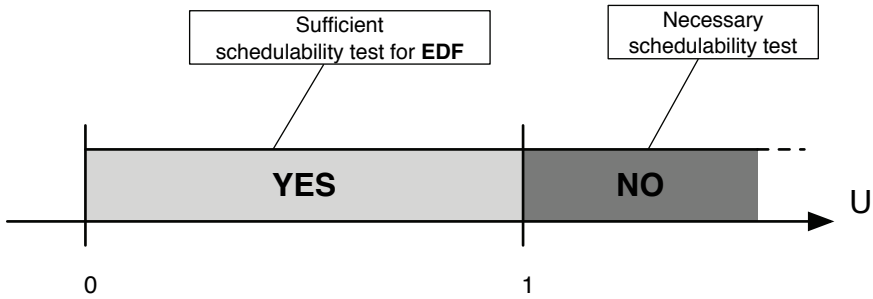 Sufficient
schedulability test for EDF
Necessary
schedulability test
YES
NO
U
0
1